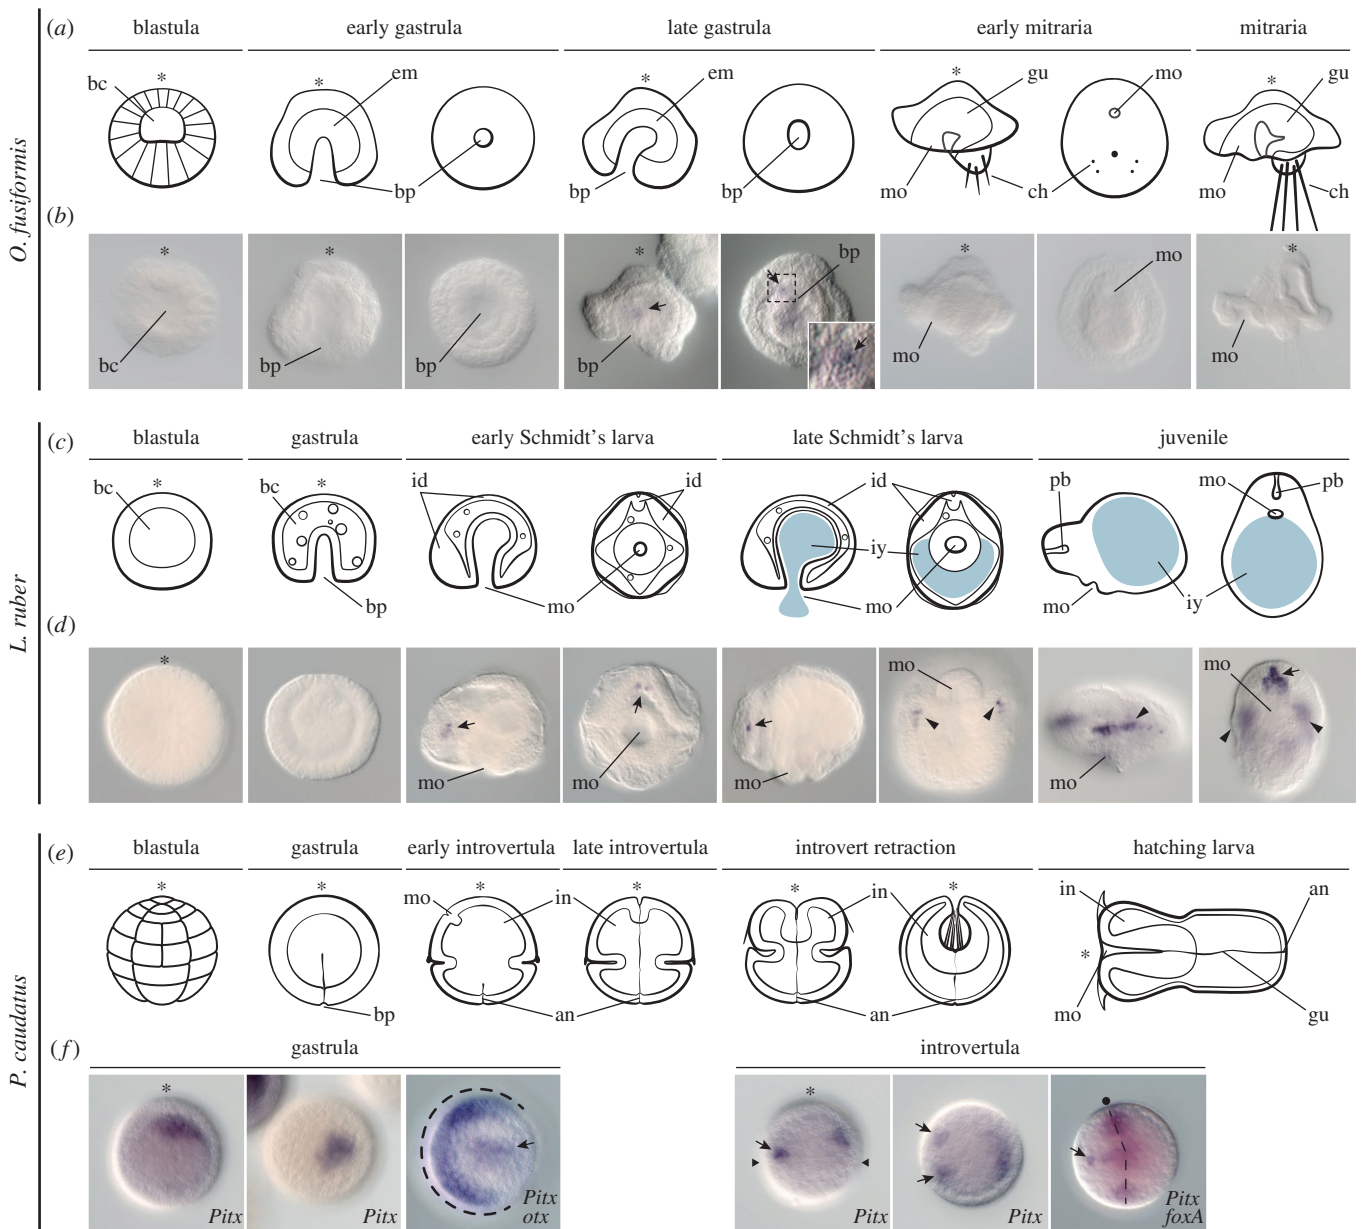 O. fusiformis
(a)
blastula early gastrula late gastrula early mitraria mitraria
* * * * *
bc em em gu mo gu
bp bp mo ch mo ch
(b)
* * * * *
bp mo
bc bp bp bp mo mo
L. ruber
(c)
blastula gastrula early Schmidt's larva late Schmidt's larva juvenile
* *
bc bc id id id pb mo pb
iy
bp mo mo mo iy
(d)
*
mo mo
mo mo mo mo
P. caudatus
(e)
blastula gastrula early introvertula late introvertula introvert retraction hatching larva
* * * * * * *
mo in in in an
bp an an mo gu
(f)
gastrula introvertula
* *
Pitx Pitx Pitx Pitx Pitx Pitx
otx foxA